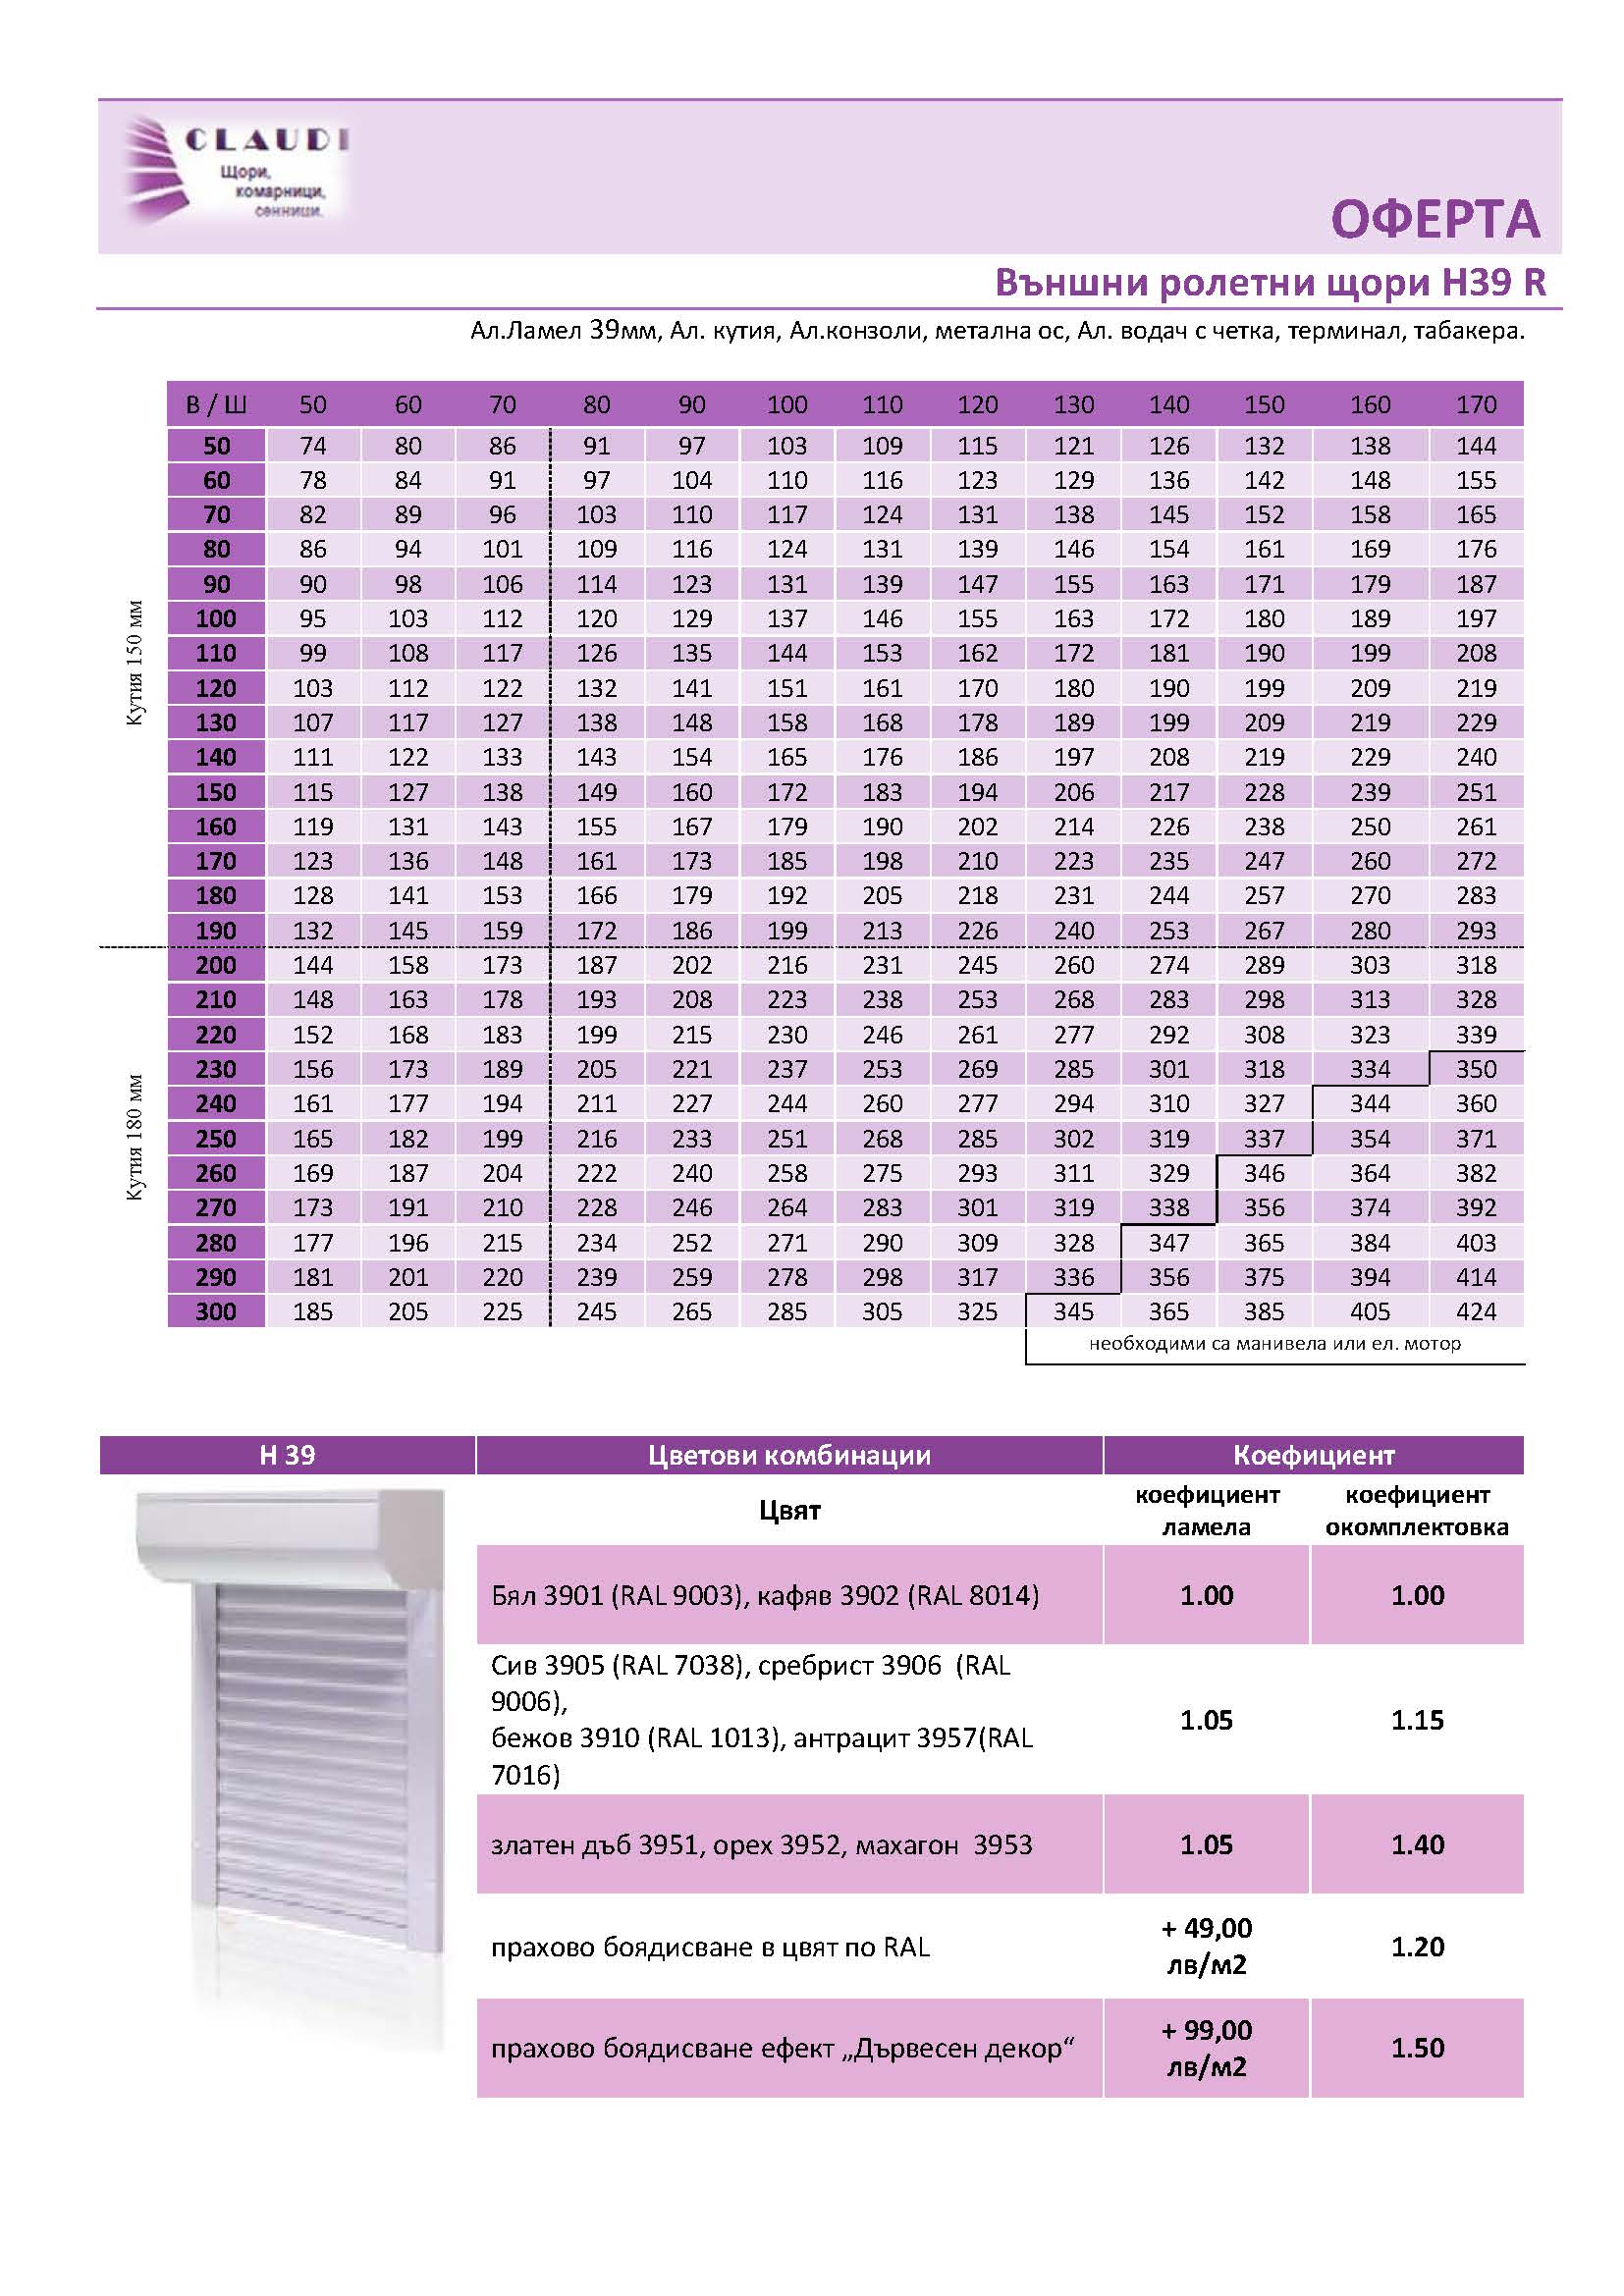 CLAUDI
Щори,
комарници,
сенници.
ОФЕРТА
Външни ролетни щори H39 R
Ал.Ламел 39мм, Ал. кутия, Ал.конзоли, метална ос, Ал. водач с четка, терминал, табакера.
В / Ш 50 60 70 80 90 100 110 120 130 140 150 160 170
50 74 80 86 91 97 103 109 115 121 126 132 138 144
60 78 84 91 97 104 110 116 123 129 136 142 148 155
70 82 89 96 103 110 117 124 131 138 145 152 158 165
80 86 94 101 109 116 124 131 139 146 154 161 169 176
90 90 98 106 114 123 131 139 147 155 163 171 179 187
100 95 103 112 120 129 137 146 155 163 172 180 189 197
110 99 108 117 126 135 144 153 162 172 181 190 199 208
120 103 112 122 132 141 151 161 170 180 190 199 209 219
130 107 117 127 138 148 158 168 178 189 199 209 219 229
140 111 122 133 143 154 165 176 186 197 208 219 229 240
150 115 127 138 149 160 172 183 194 206 217 228 239 251
160 119 131 143 155 167 179 190 202 214 226 238 250 261
170 123 136 148 161 173 185 198 210 223 235 247 260 272
180 128 141 153 166 179 192 205 218 231 244 257 270 283
190 132 145 159 172 186 199 213 226 240 253 267 280 293
Кутия 150 мм
200 144 158 173 187 202 216 231 245 260 274 289 303 318
210 148 163 178 193 208 223 238 253 268 283 298 313 328
220 152 168 183 199 215 230 246 261 277 292 308 323 339
230 156 173 189 205 221 237 253 269 285 301 318 334 350
240 161 177 194 211 227 244 260 277 294 310 327 344 360
250 165 182 199 216 233 251 268 285 302 319 337 354 371
260 169 187 204 222 240 258 275 293 311 329 346 364 382
270 173 191 210 228 246 264 283 301 319 338 356 374 392
280 177 196 215 234 252 271 290 309 328 347 365 384 403
290 181 201 220 239 259 278 298 317 336 356 375 394 414
300 185 205 225 245 265 285 305 325 345 365 385 405 424
Кутия 180 мм
необходими са манивела или ел. мотор
H 39 Цветови комбинации Коефициент
Цвят
коефициент
ламела
коефициент
окомплектовка
Бял 3901 (RAL 9003), кафяв 3902 (RAL 8014) 1.00 1.00
Сив 3905 (RAL 7038), сребрист 3906 (RAL
9006),
бежов 3910 (RAL 1013), антрацит 3957(RAL
7016)
1.05 1.15
златен дъб 3951, орех 3952, махагон 3953 1.05 1.40
прахово боядисване в цвят по RAL
+ 49,00
лв/м2
1.20
прахово боядисване ефект „Дървесен декор“
+ 99,00
лв/м2
1.50